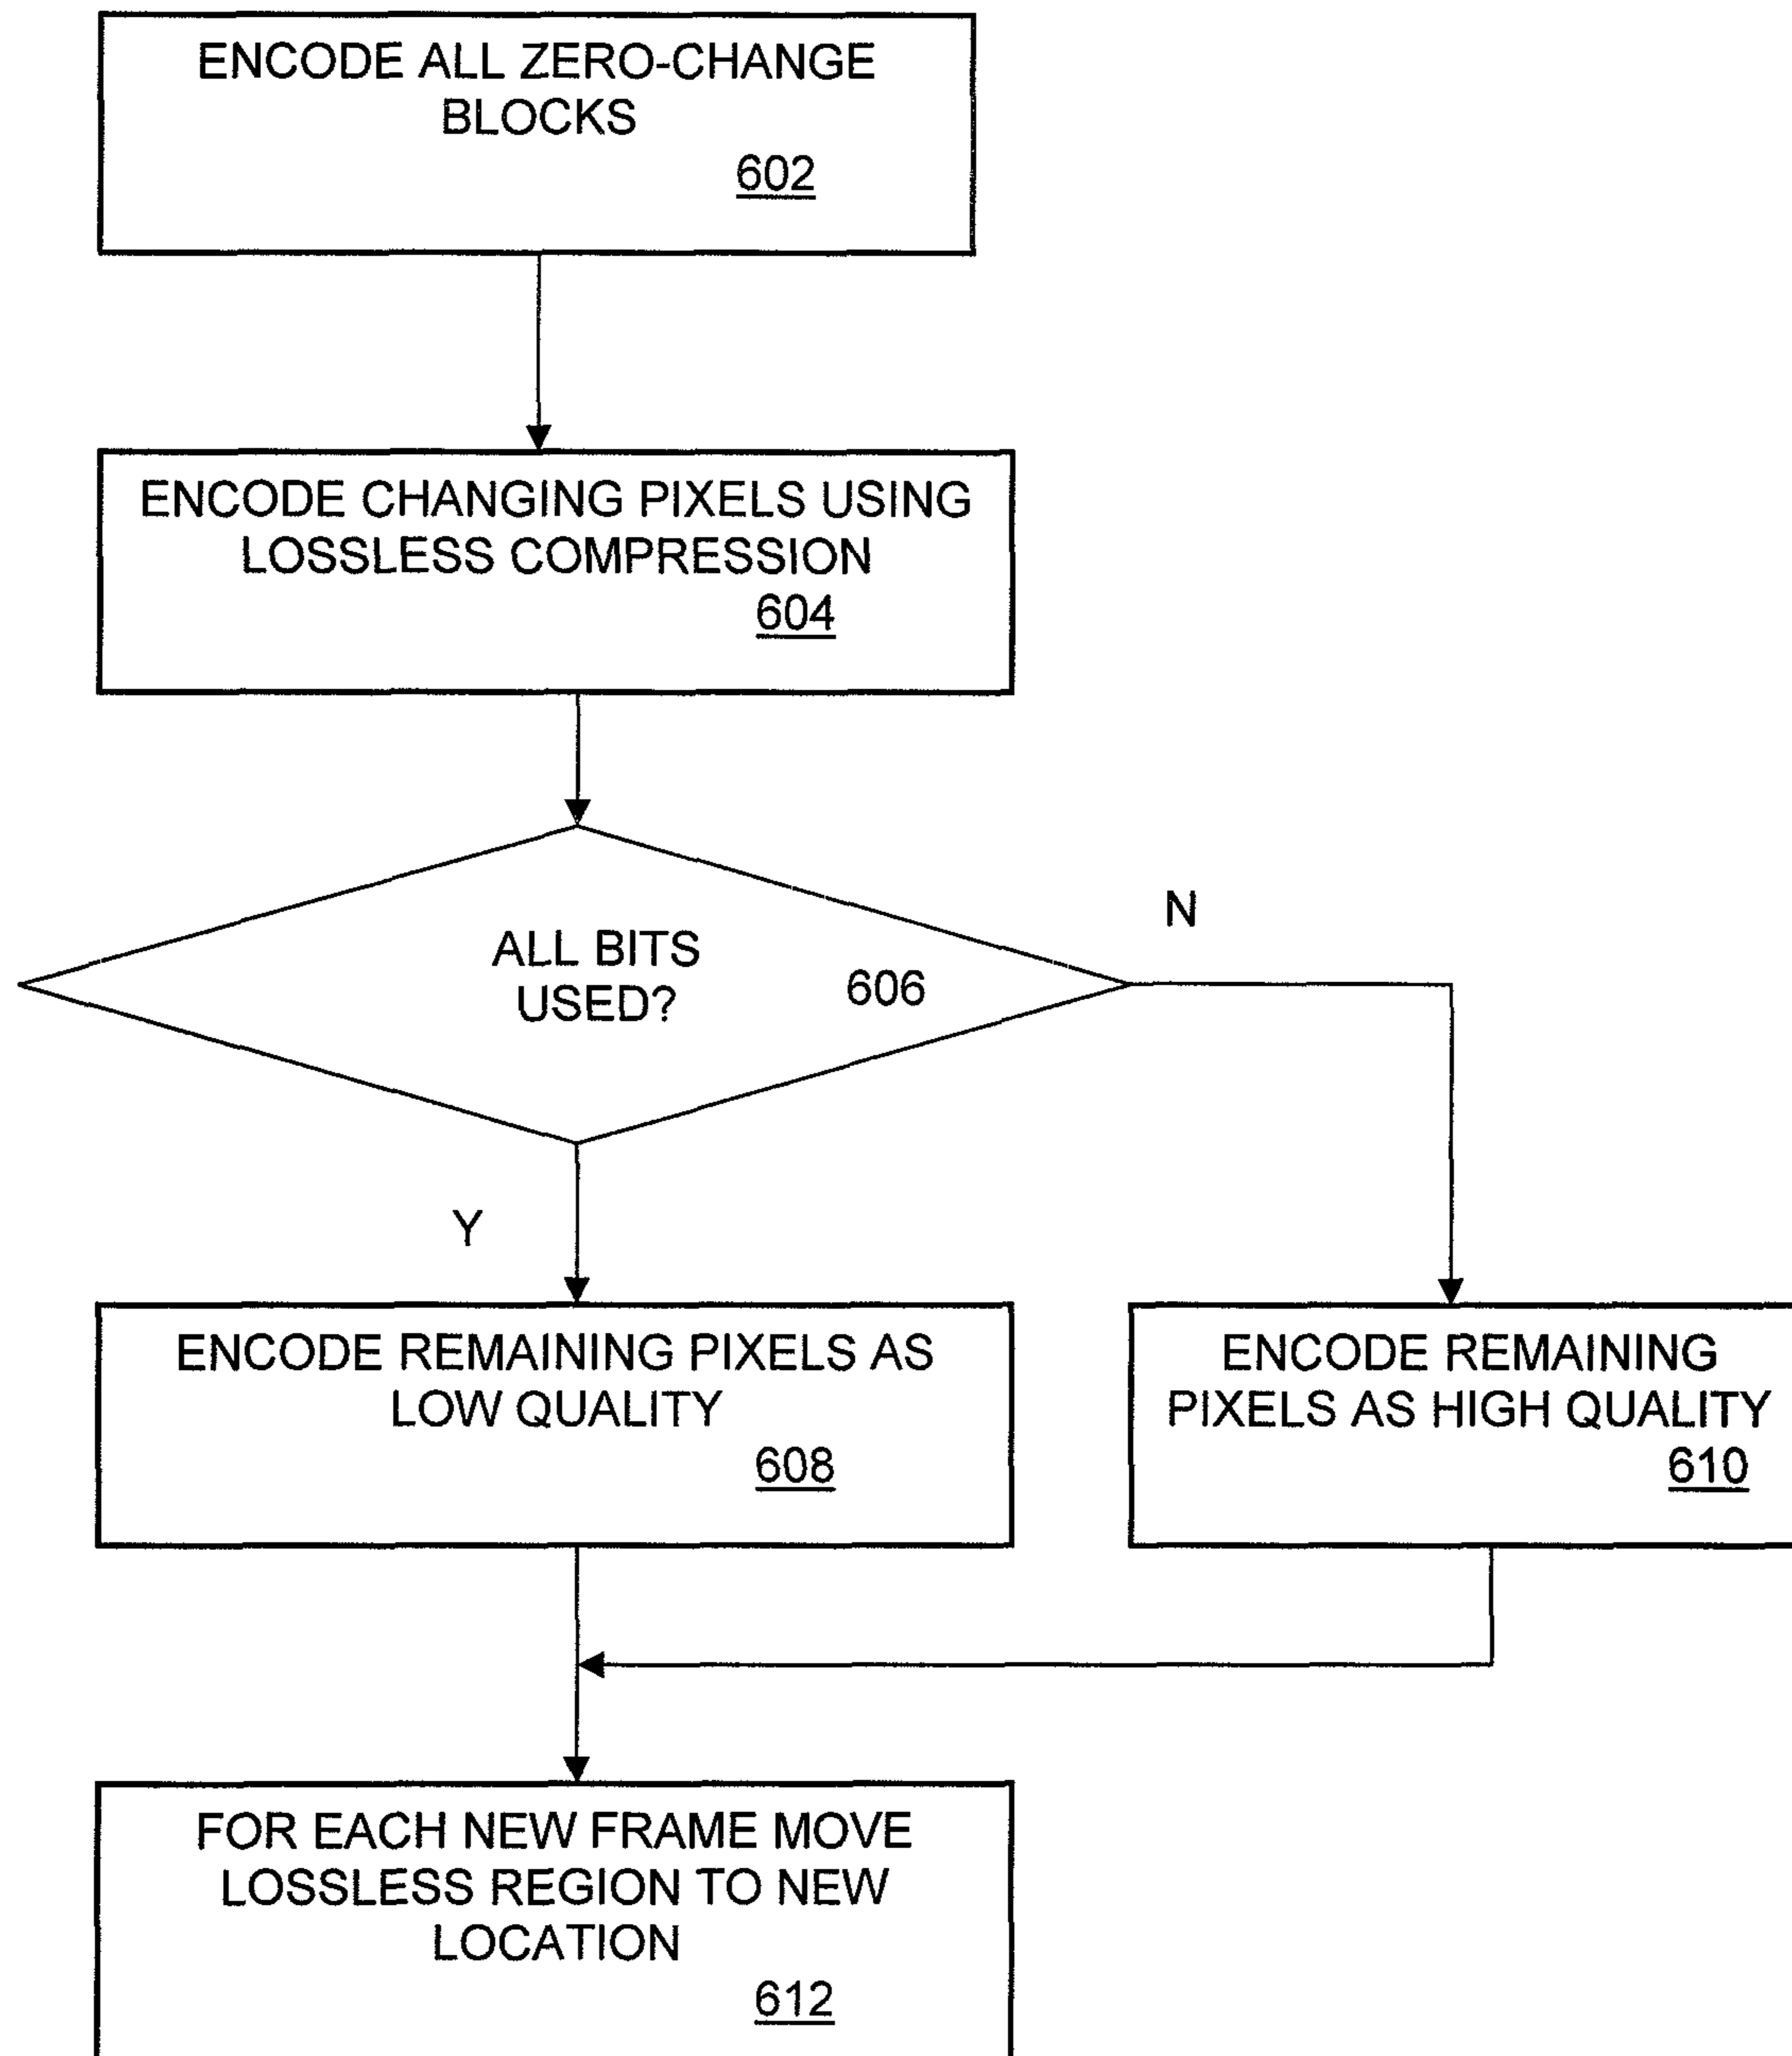 ENCODE ALL ZERO-CHANGE
BLOCKS
602
ENCODE CHANGING PIXELS USING
LOSSLESS COMPRESSION
604
N
ALL BITS
USED?
606
Y
ENCODE REMAINING PIXELS AS
LOW QUALITY
608
ENCODE REMAINING
PIXELS AS HIGH QUALITY
610
FOR EACH NEW FRAME MOVE
LOSSLESS REGION TO NEW
LOCATION
612